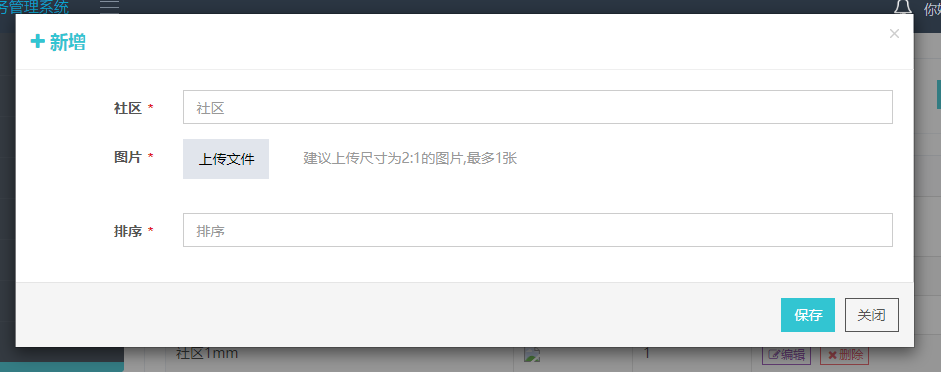 务管理系统
你好
新增
×
社区 *
社区
图片 *
上传文件
建议上传尺寸为2:1的图片,最多1张
排序 *
排序
保存
关闭
社区1mm
1
编辑
删除